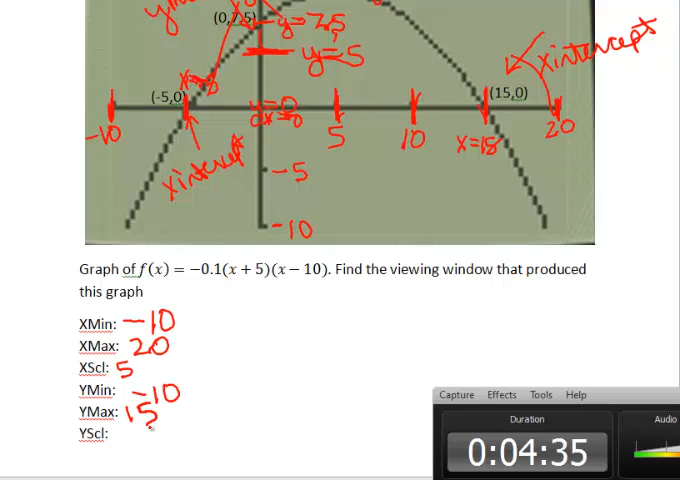 (0,7.5)
y=7.5
y=5
x intercept
(-5,0)
y=0
(15,0)
-10
5
10
x=15
20
x intercept
-5
-10
Graph of f(x) = −0.1(x + 5)(x − 10). Find the viewing window that produced
this graph
XMin: -10
XMax: 20
XScl: 5
YMin: -10
YMax: 15
YScl:
Capture Effects Tools Help
Duration Audio
0:04:35